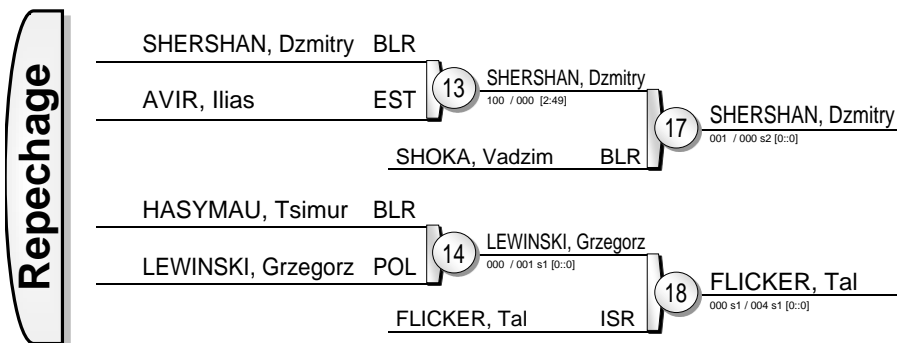 Repechage
SHERSHAN, Dzmitry BLR
AVIR, Ilias EST
13
SHERSHAN, Dzmitry
100 / 000 [2:49]
SHOKA, Vadzim BLR
17
SHERSHAN, Dzmitry
001 / 000 s2 [0::0]
HASYMAU, Tsimur BLR
LEWINSKI, Grzegorz POL
14
LEWINSKI, Grzegorz
000 / 001 s1 [0::0]
FLICKER, Tal ISR
18
FLICKER, Tal
000 s1 / 004 s1 [0::0]